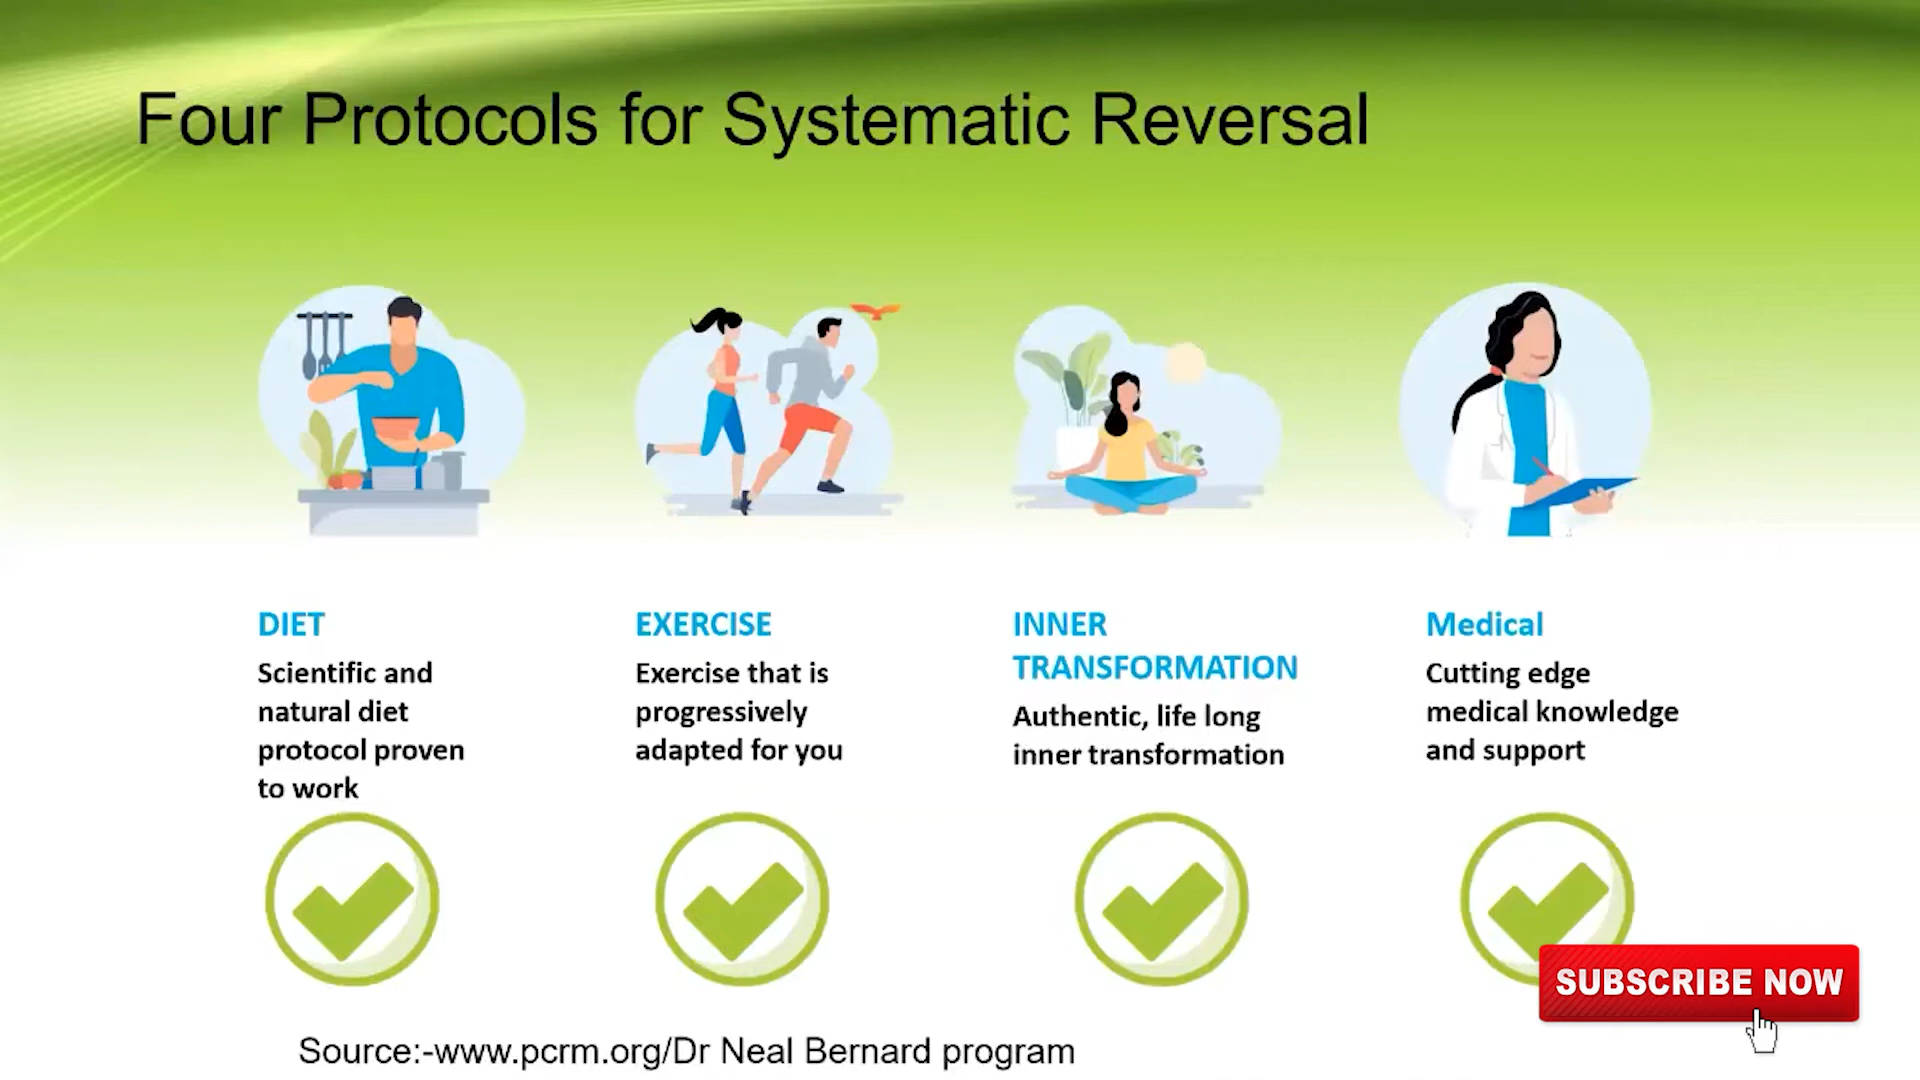 Four Protocols for Systematic Reversal
DIET
Scientific and
natural diet
protocol proven
to work
EXERCISE
Exercise that is
progressively
adapted for you
INNER
TRANSFORMATION
Authentic, life long
inner transformation
Medical
Cutting edge
medical knowledge
and support
SUBSCRIBE NOW
Source:-www.pcrm.org/Dr Neal Bernard program